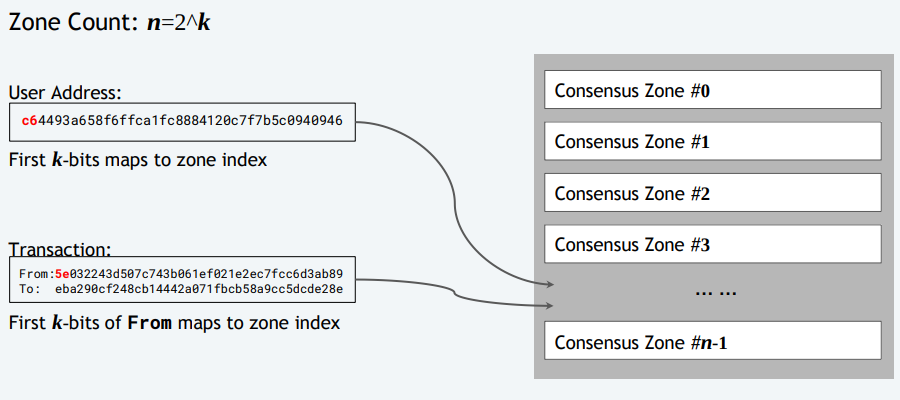 Zone Count: n=2^k
User Address:
c64493a658f6ffca1fc8884120c7f7b5c0940946
First k-bits maps to zone index
Transaction:
From:5e032243d507c743b061ef021e2ec7fcc6d3ab89
To: eba290cf248cb14442a071fbcb58a9cc5dcde28e
First k-bits of From maps to zone index
Consensus Zone #0
Consensus Zone #1
Consensus Zone #2
Consensus Zone #3
... ...
Consensus Zone #n-1